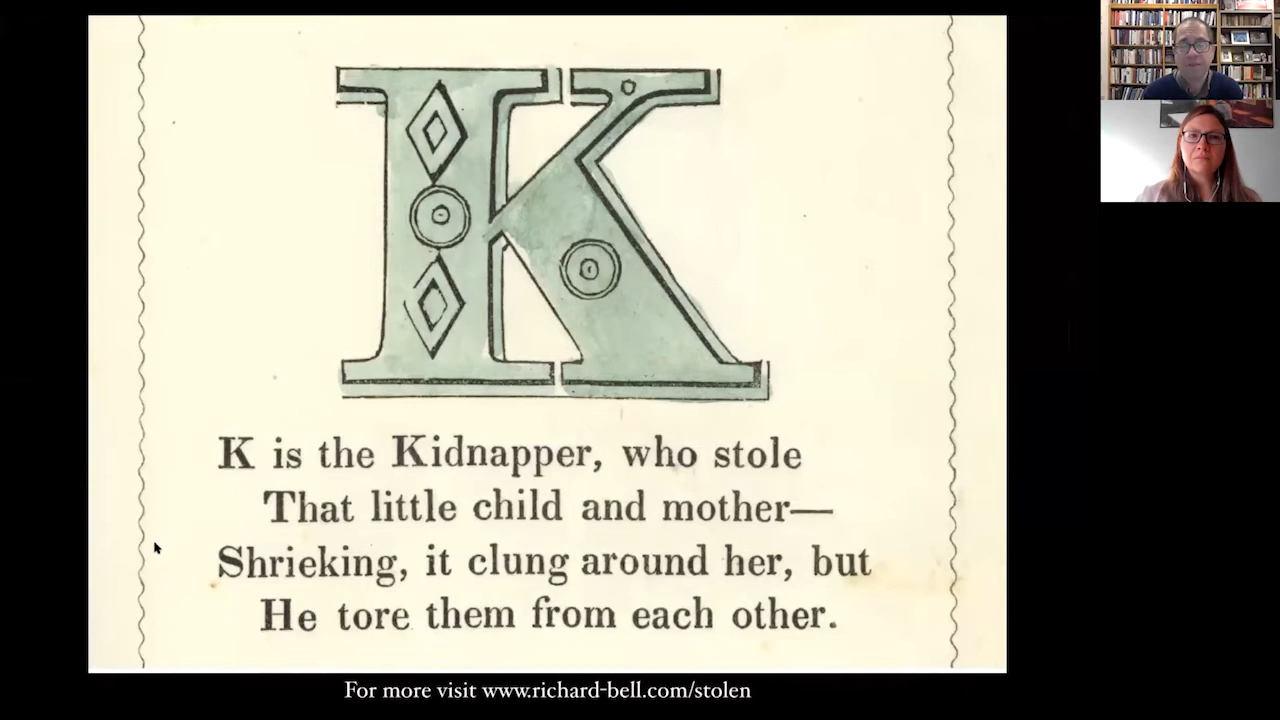 K
K is the Kidnapper, who stole
That little child and mother—
Shrieking, it clung around her, but
He tore them from each other.
For more visit www.richard-bell.com/stolen